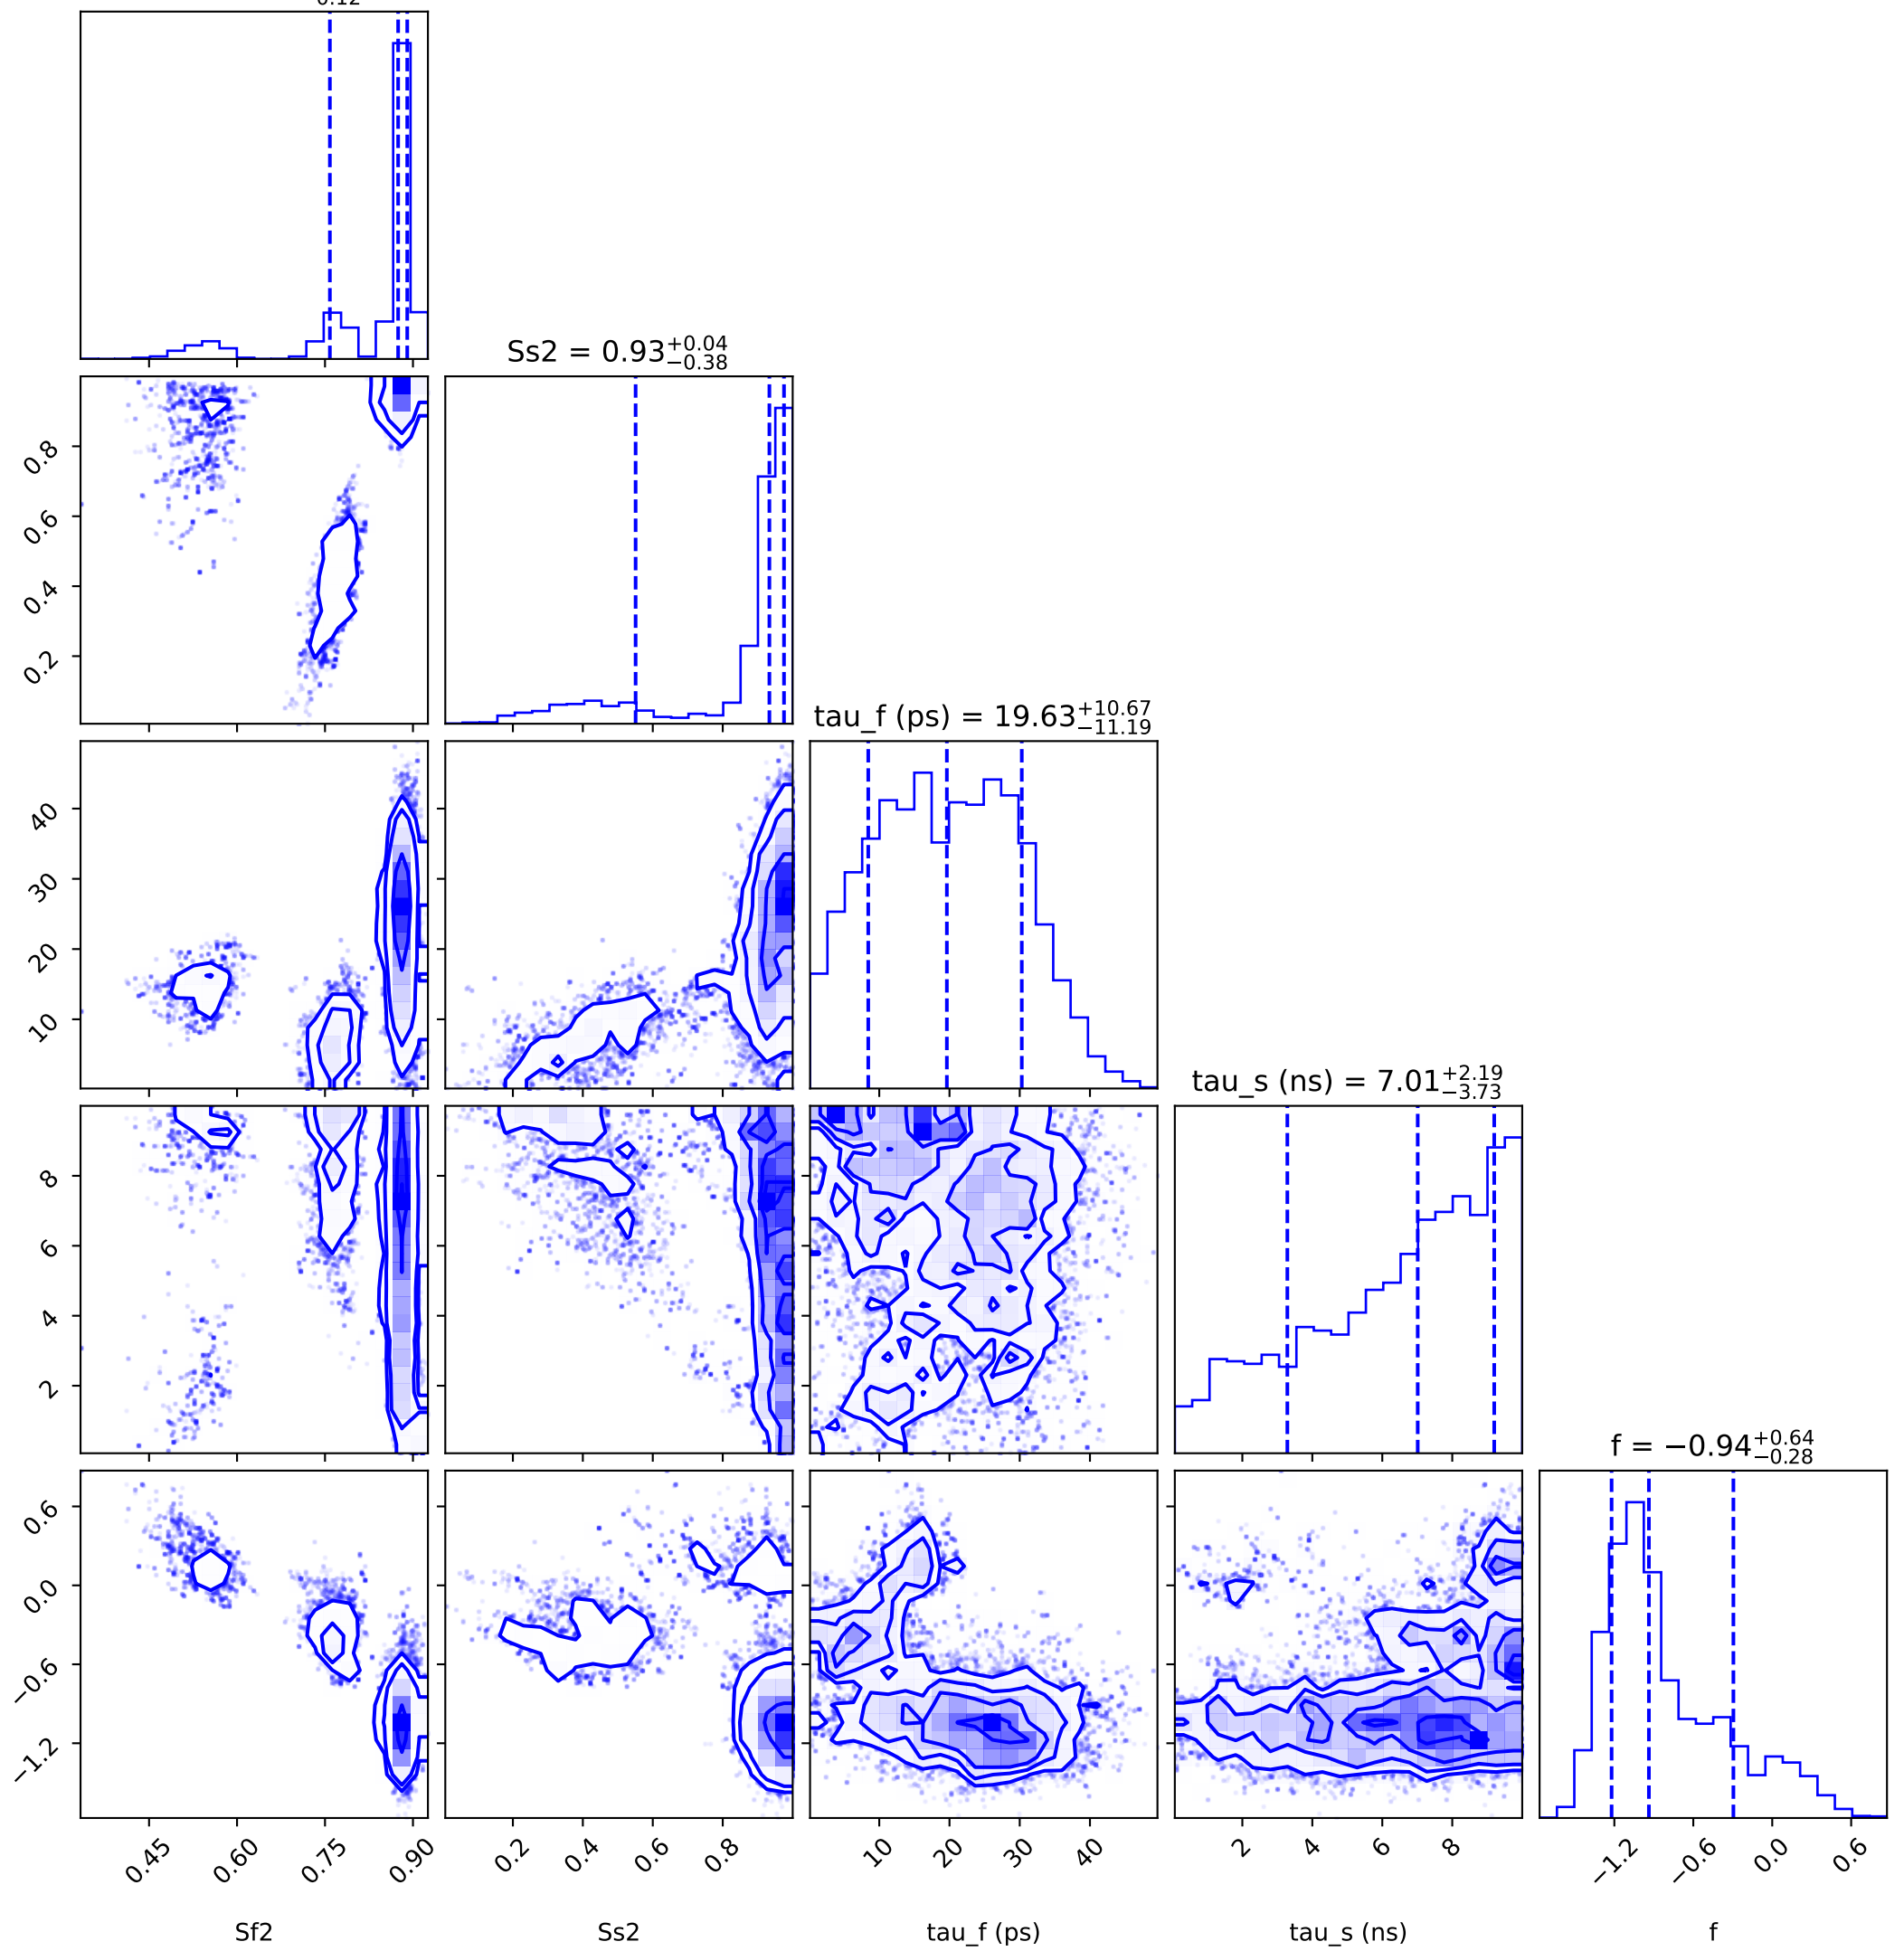 Ss2 = 0.93+0.04 −0.38
tau_f (ps) = 19.63+10.67 −11.19
tau_s (ns) = 7.01+2.19 −3.73
f = −0.94+0.64 −0.28
0.8
0.6
0.4
0.2
40
30
20
10
8
6
4
2
0.6
0.0
−0.6
−1.2
0.45 0.60 0.75 0.90 0.2 0.4 0.6 0.8 10 20 30 40 2 4 6 8 −1.2 −0.6 0.0 0.6
Sf2 Ss2 tau_f (ps) tau_s (ns) f